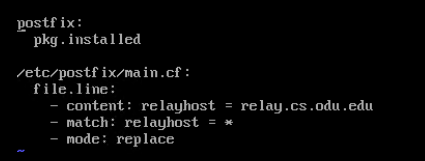 postfix:
  pkg.installed

/etc/postfix/main.cf:
  file.line:
    - content: relayhost = relay.cs.odu.edu
    - match: relayhost = *
    - mode: replace
~